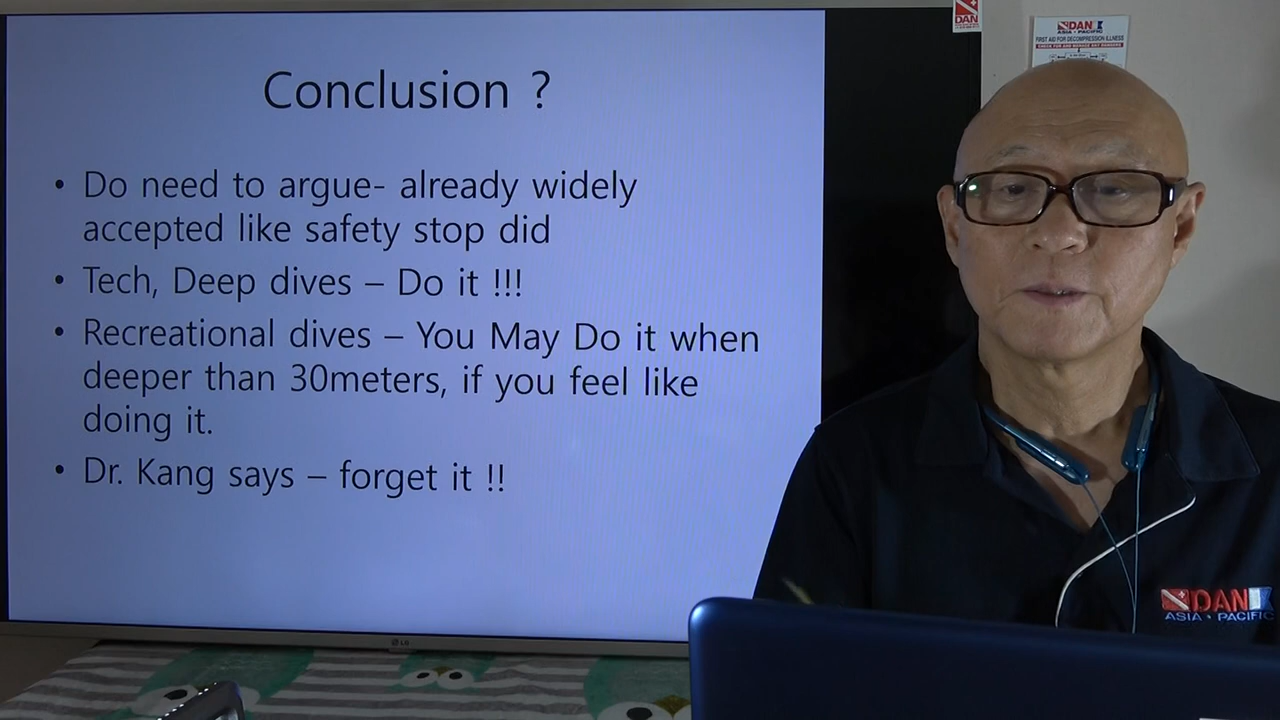 Conclusion ?
• Do need to argue- already widely
accepted like safety stop did
• Tech, Deep dives – Do it !!!
• Recreational dives – You May Do it when
deeper than 30meters, if you feel like
doing it.
• Dr. Kang says – forget it !!
LG
DAN
DAN
ASIA - PACIFIC
FIRST AID FOR DECOMPRESSION ILLNESS
DAN
ASIA • PACIFIC